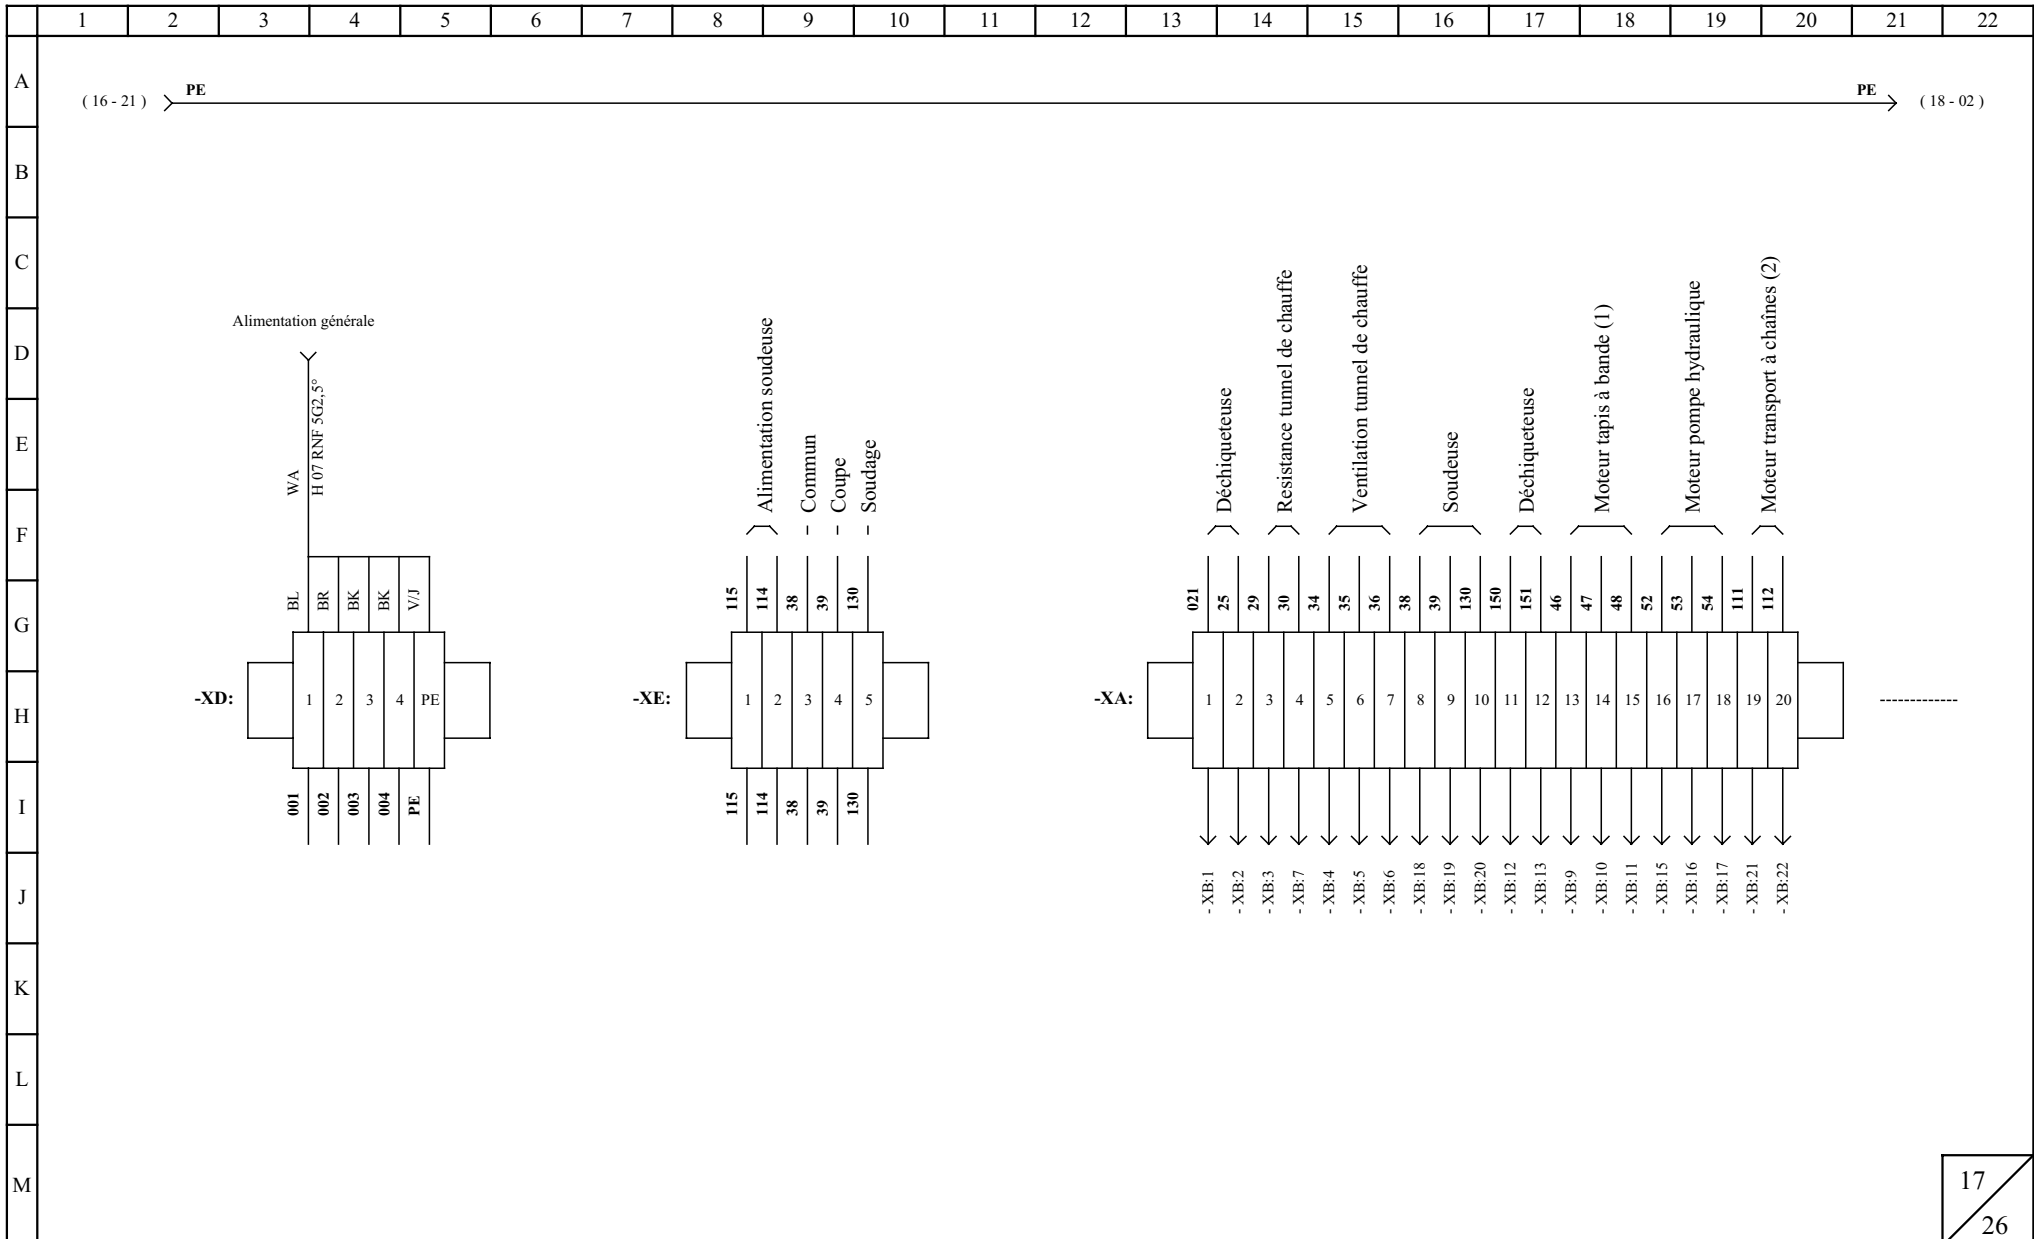 1 2 3 4 5 6 7 8 9 10 11 12 13 14 15 16 17 18 19 20 21 22
A
( 16 - 21 ) PE PE ( 18 - 02 )
B
C
D
Alimentation générale
E
WA
H 07 RNF 5G2,5°
Alimentation soudeuse
- Commun
- Coupe
- Soudage
Déchiqueteuse
Resistance tunnel de chauffe
Ventilation tunnel de chauffe
Soudeuse
Déchiqueteuse
Moteur tapis à bande (1)
Moteur pompe hydraulique
Moteur transport à chaînes (2)
F
G
BL BR BK BK V/J
115 114 38 39 130
021 25 29 30 34 35 36 38 39 130 150 151 46 47 48 52 53 54 111 112
H
-XD: 1 2 3 4 PE
-XE: 1 2 3 4 5
-XA: 1 2 3 4 5 6 7 8 9 10 11 12 13 14 15 16 17 18 19 20 -------------
I
001 002 003 004 PE
115 114 38 39 130
J
- XB:1 - XB:2 - XB:3 - XB:7 - XB:4 - XB:5 - XB:6 - XB:18 - XB:19 - XB:20 - XB:12 - XB:13 - XB:9 - XB:10 - XB:11 - XB:15 - XB:16 - XB:17 - XB:21 - XB:22
K
L
M
17
26